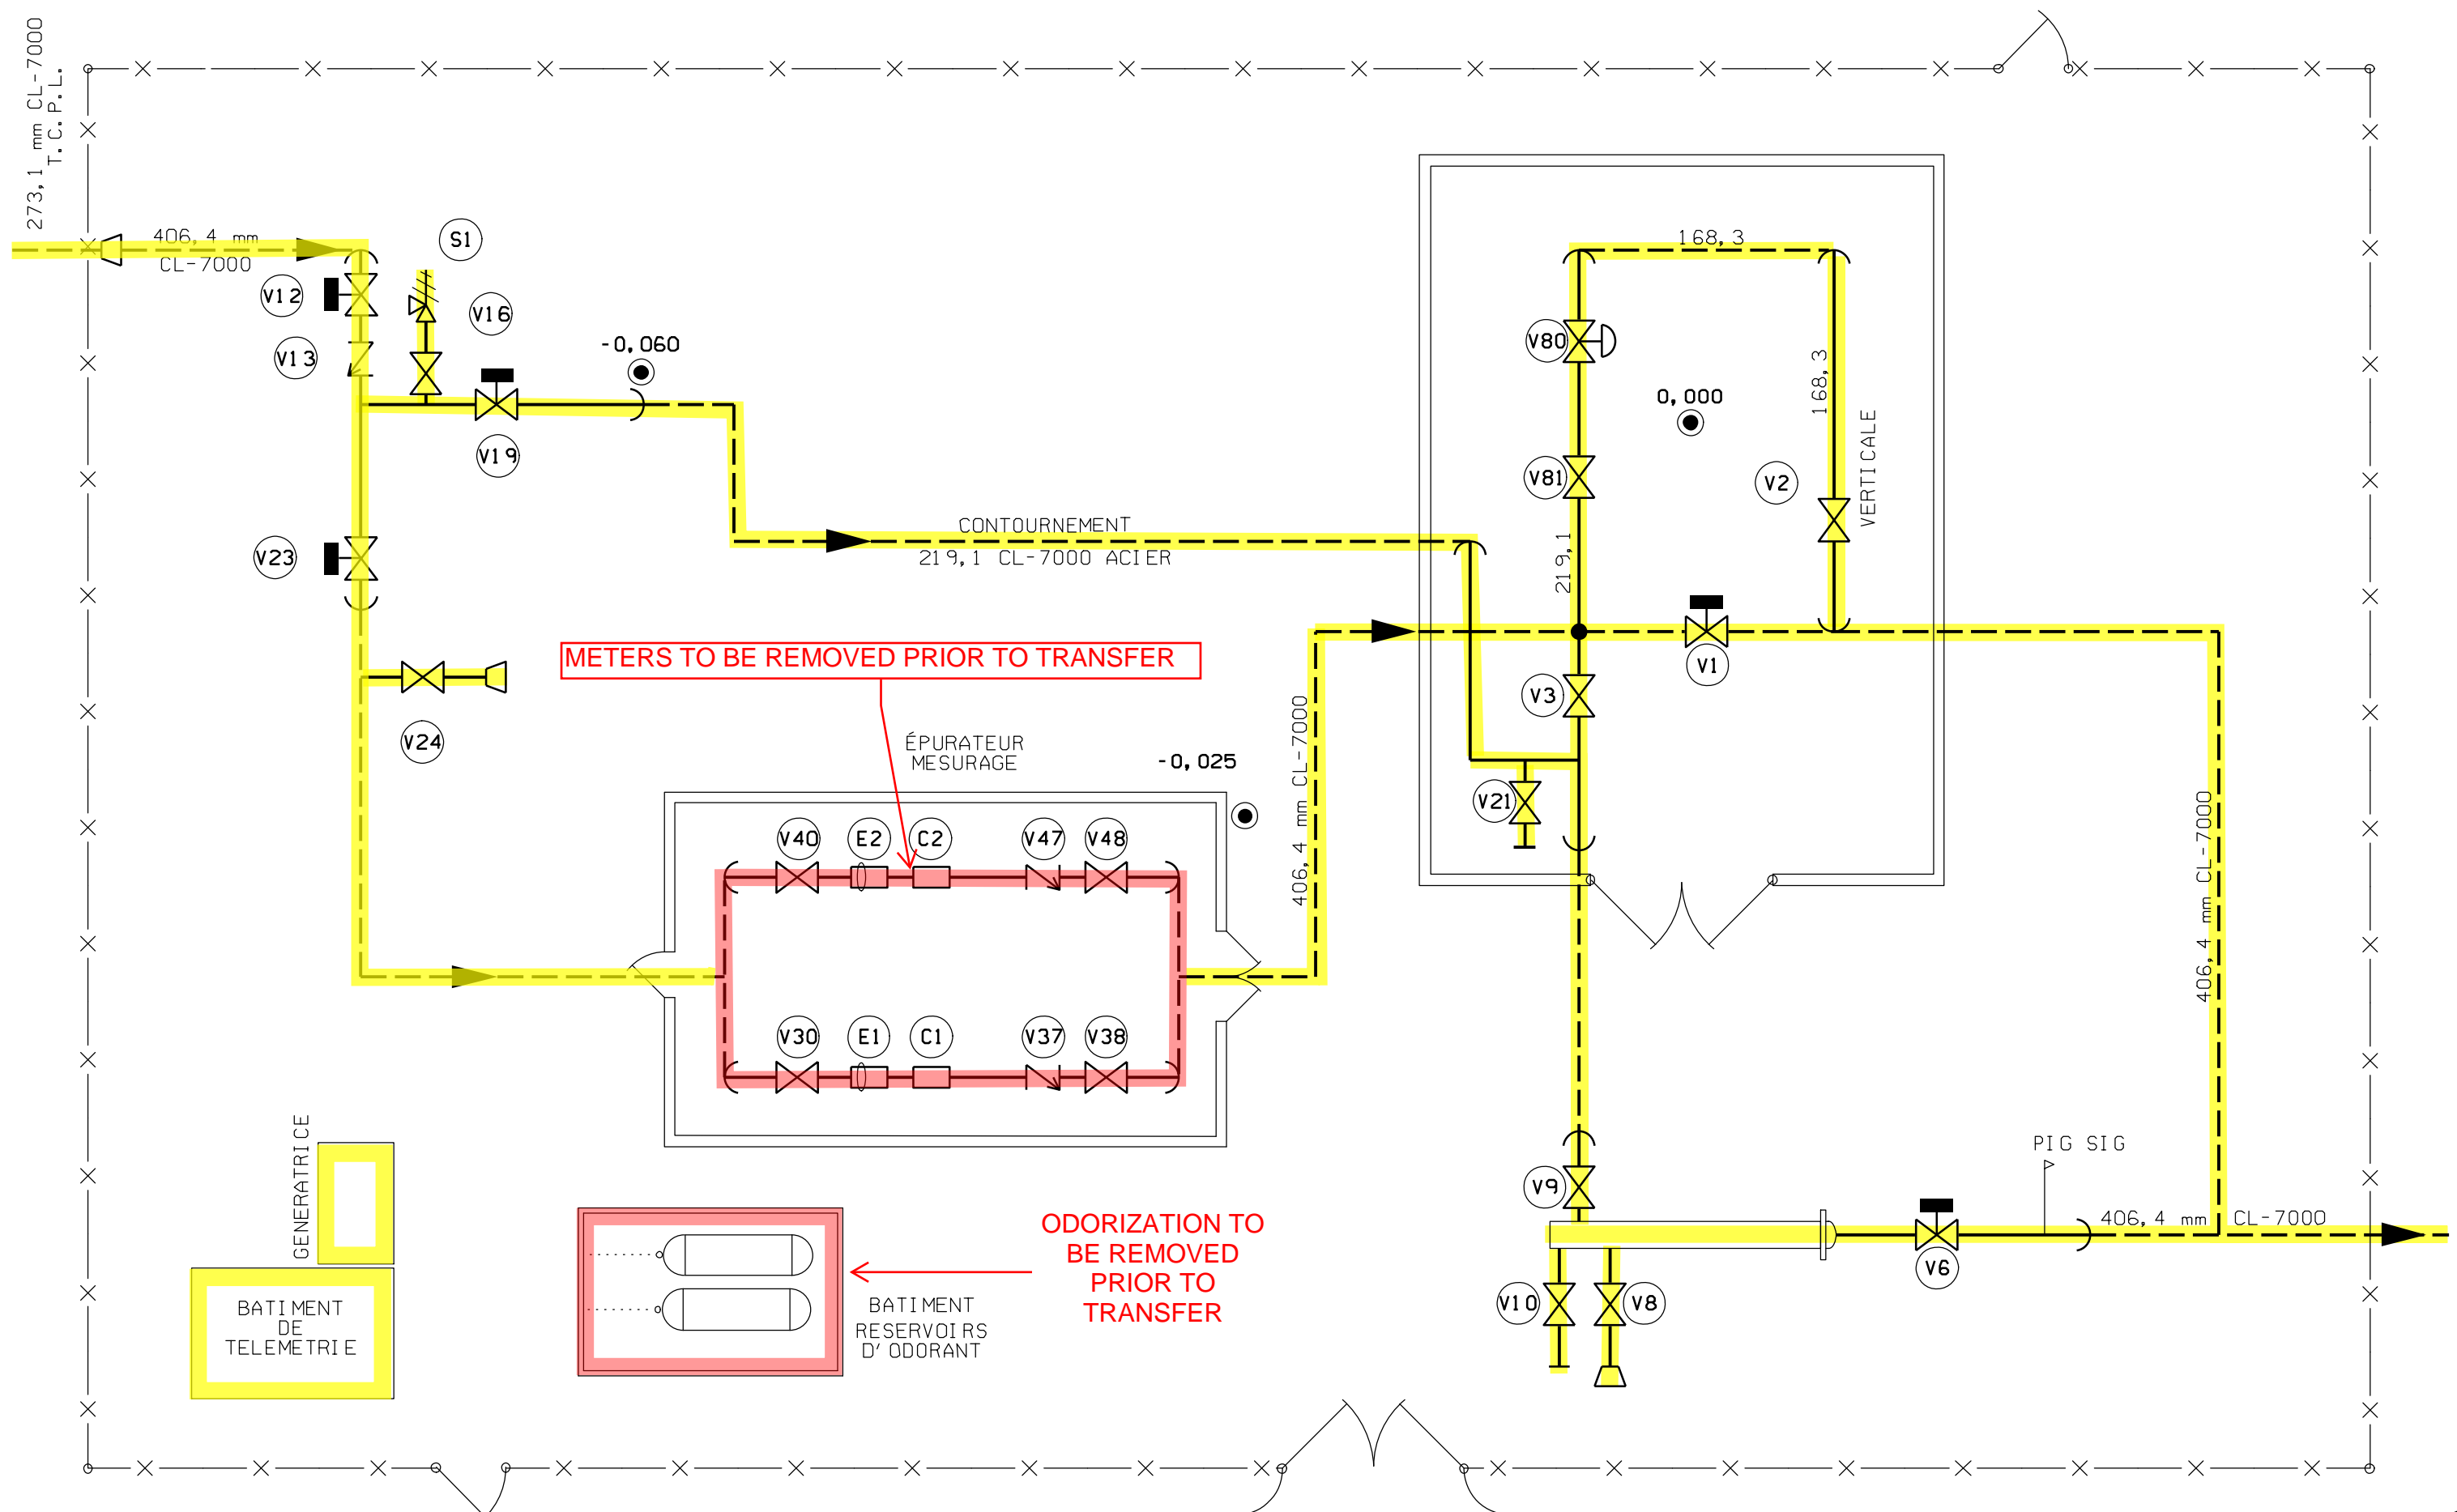 273,1 mm CL-7000
T.C.P.L.
406,4 mm
CL-7000
S1
V12
V16
V13
-0,060
V19
V23
V24
CONTOURNEMENT
219,1 CL-7000 ACIER
168,3
V80
168,3
0,000
V81
V2
VERTICALE
219,1
V1
V3
V21
METERS TO BE REMOVED PRIOR TO TRANSFER
ÉPURATEUR
MESURAGE
-0,025
406,4 mm CL-7000
V40
E2
C2
V47
V48
V30
E1
C1
V37
V38
406,4 mm CL-7000
GENERATRICE
BATIMENT
DE
TELEMETRIE
ODORIZATION TO
BE REMOVED
PRIOR TO
TRANSFER
BATIMENT
RESERVOIRS
D'ODORANT
V9
PIG SIG
406,4 mm CL-7000
V6
V10
V8